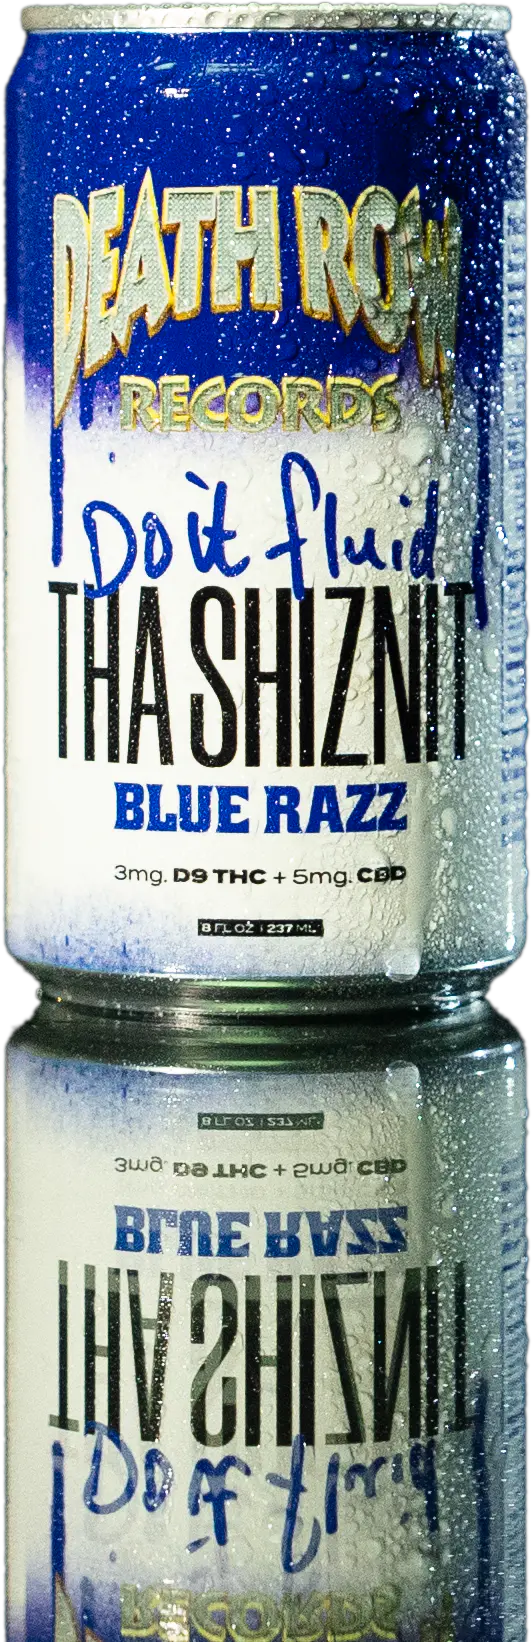 DEATH ROW
RECORDS
Do it fluid
THA SHIZNIT
BLUE RAZZ
3mg. D9 THC + 5mg. CBD
8 FL OZ | 237 ML